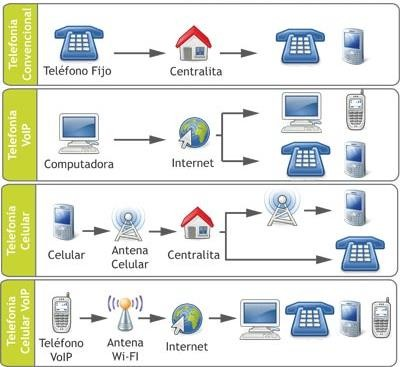 Telefonía
Convencional
Teléfono Fijo
Centralita
Telefonía
VoIP
Computadora
Internet
Telefonía
Celular
Celular
Antena
Celular
Centralita
Telefonía
Celular VoIP
Teléfono
VoIP
Antena
Wi-FI
Internet